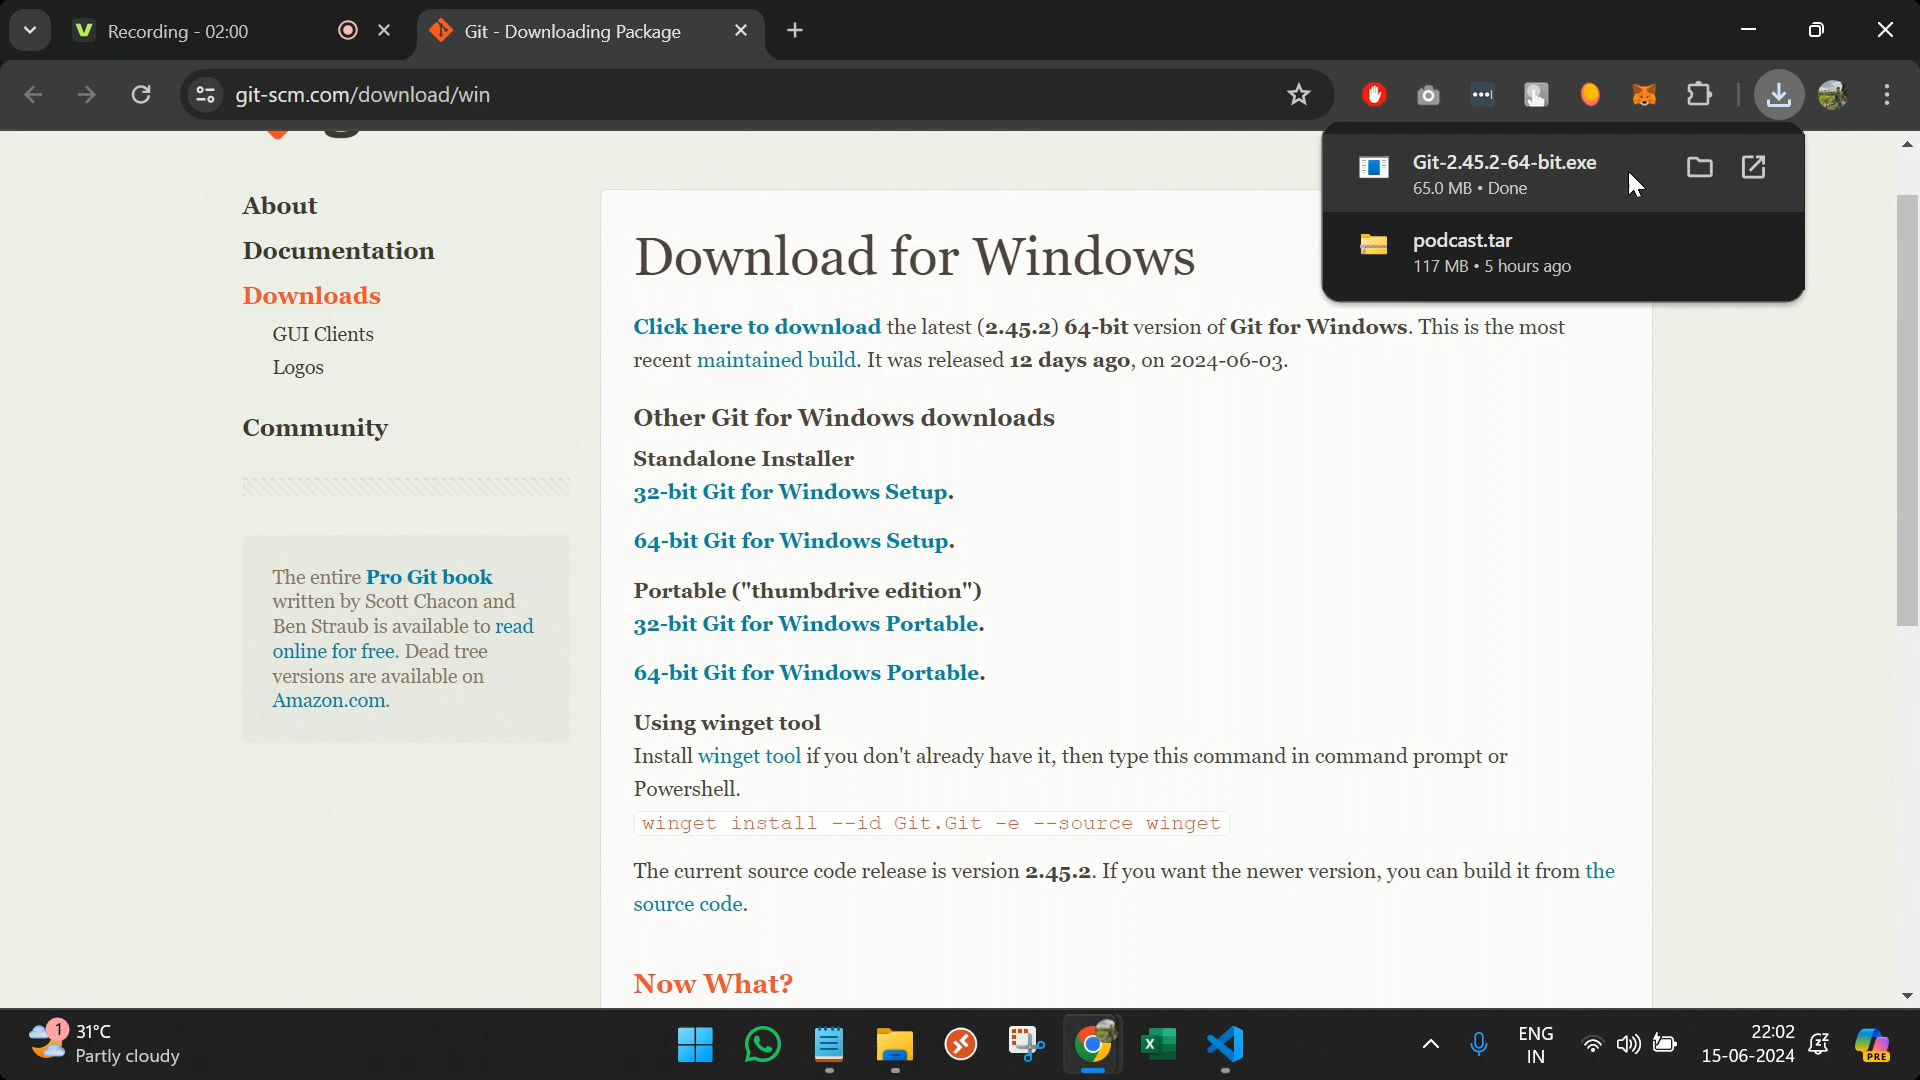 Recording - 02:00
Git - Downloading Package
git-scm.com/download/win
Git-2.45.2-64-bit.exe
65.0 MB • Done
podcast.tar
117 MB • 5 hours ago
About
Documentation
Downloads
GUI Clients
Logos
Community
The entire Pro Git book
written by Scott Chacon and
Ben Straub is available to read
online for free. Dead tree
versions are available on
Amazon.com.
Download for Windows
Click here to download the latest (2.45.2) 64-bit version of Git for Windows. This is the most
recent maintained build. It was released 12 days ago, on 2024-06-03.
Other Git for Windows downloads
Standalone Installer
32-bit Git for Windows Setup.
64-bit Git for Windows Setup.
Portable ("thumbdrive edition")
32-bit Git for Windows Portable.
64-bit Git for Windows Portable.
Using winget tool
Install winget tool if you don't already have it, then type this command in command prompt or
Powershell.
winget install --id Git.Git -e --source winget
The current source code release is version 2.45.2. If you want the newer version, you can build it from the
source code.
Now What?
1
31°C
Partly cloudy
ENG
IN
22:02
15-06-2024
PRE